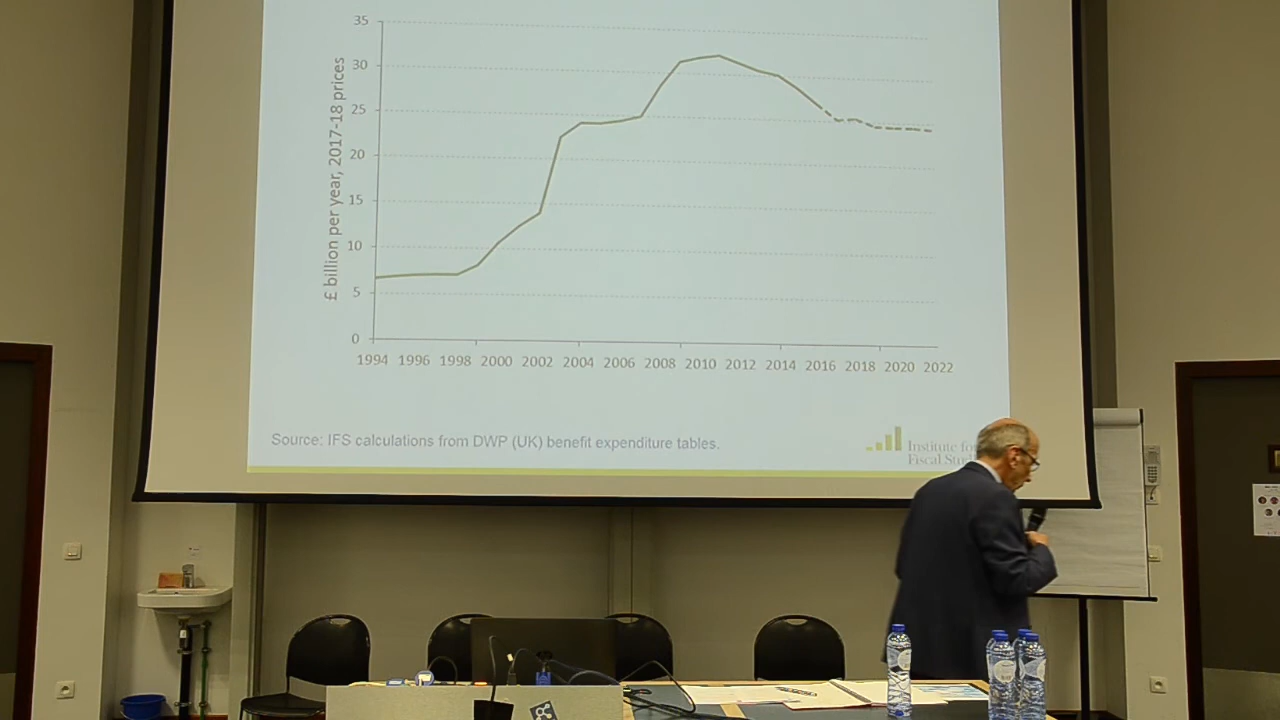 35
30
25
20
15
10
5
0
£ billion per year, 2017-18 prices
1994 1996 1998 2000 2002 2004 2006 2008 2010 2012 2014 2016 2018 2020 2022
Source: IFS calculations from DWP (UK) benefit expenditure tables.
Institute fo
Fiscal Stu